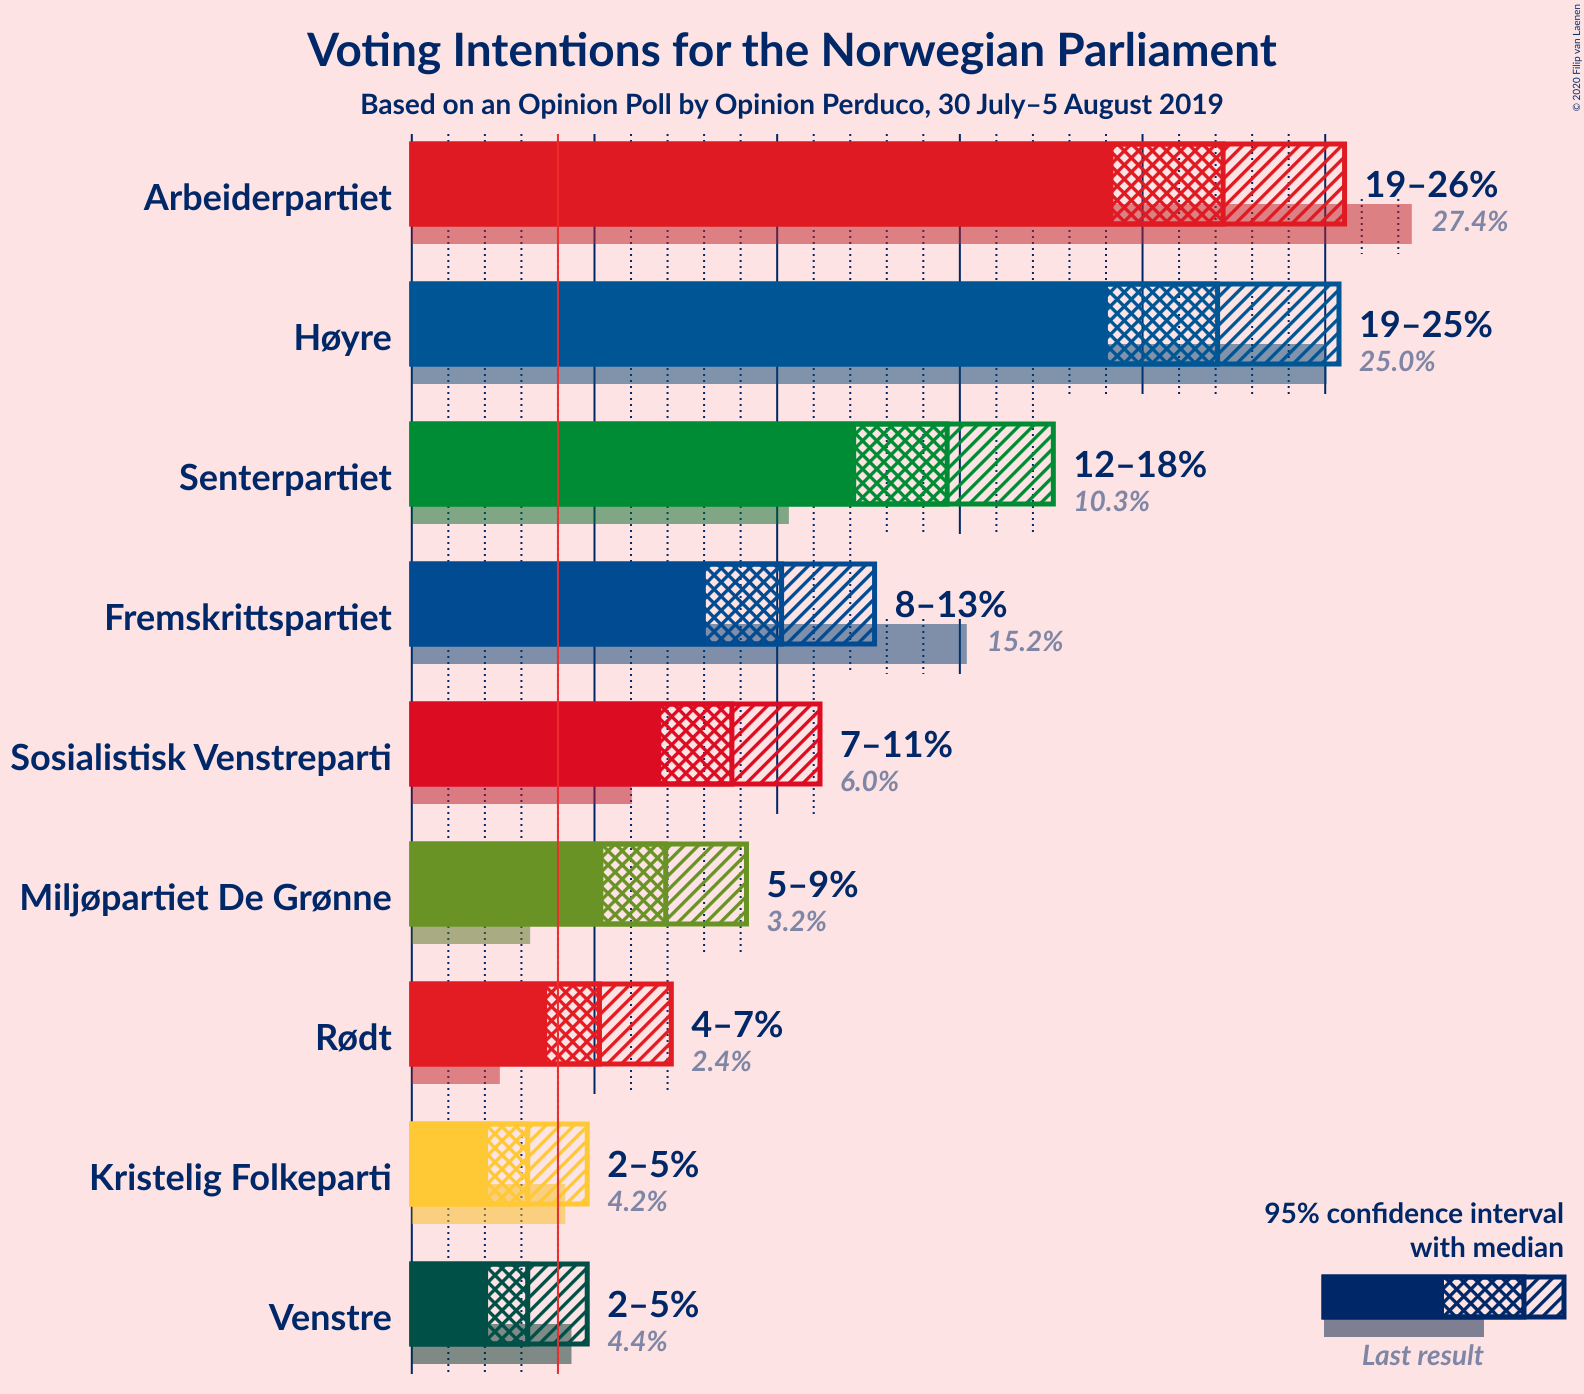 Voting Intentions for the Norwegian Parliament
Based on an Opinion Poll by Opinion Perduco, 30 July–5 August 2019
© 2020 Filip van Laenen
Arbeiderpartiet
19–26%
27.4%
Høyre
19–25%
25.0%
Senterpartiet
12–18%
10.3%
Fremskrittspartiet
8–13%
15.2%
Sosialistisk Venstreparti
7–11%
6.0%
Miljøpartiet De Grønne
5–9%
3.2%
Rødt
4–7%
2.4%
Kristelig Folkeparti
2–5%
4.2%
Venstre
2–5%
4.4%
95% confidence interval
with median
Last result